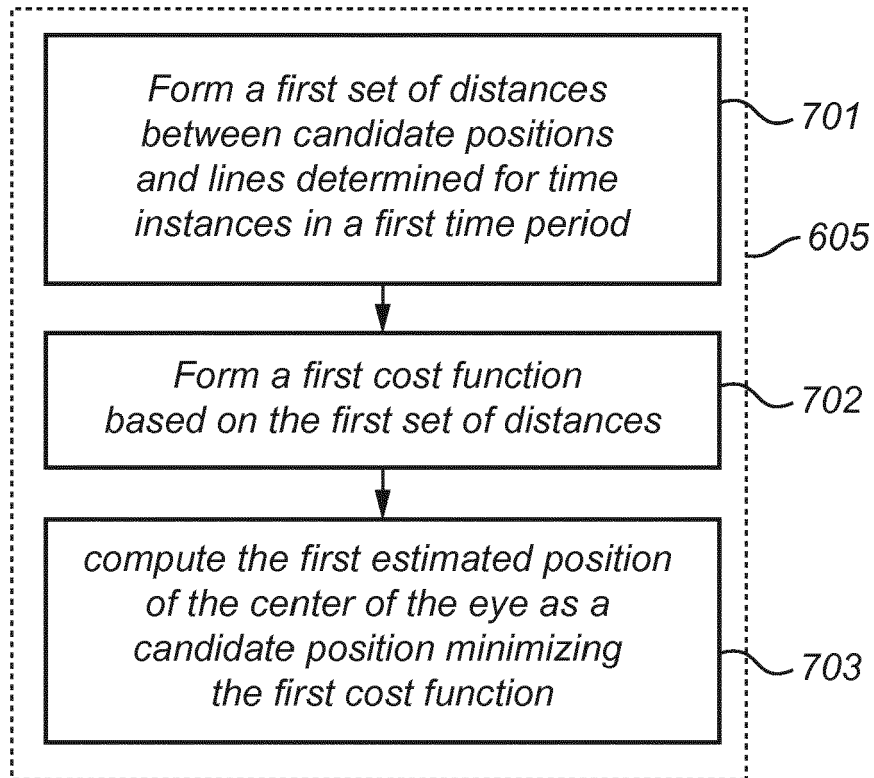 Form a first set of distances
between candidate positions
and lines determined for time
instances in a first time period
701
605
Form a first cost function
based on the first set of distances
702
compute the first estimated position
of the center of the eye as a
candidate position minimizing
the first cost function
703